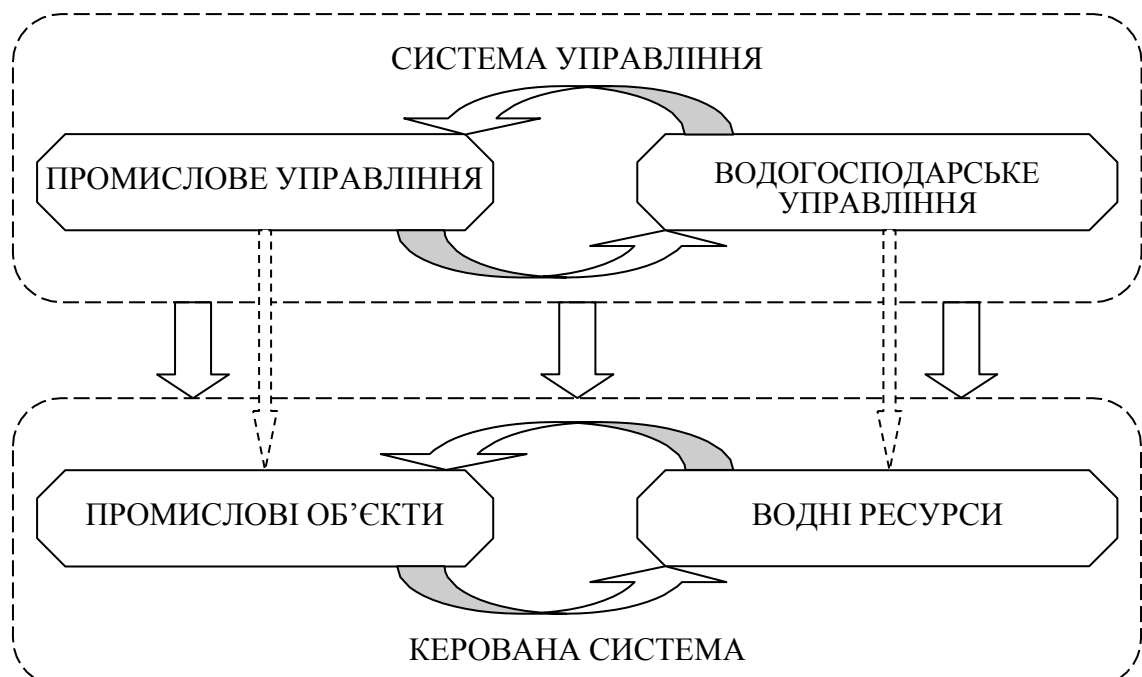 СИСТЕМА УПРАВЛІННЯ
ПРОМИСЛОВЕ УПРАВЛІННЯ
ВОДОГОСПОДАРСЬКЕ
УПРАВЛІННЯ
ПРОМИСЛОВІ ОБ’ЄКТИ
ВОДНІ РЕСУРСИ
КЕРОВАНА СИСТЕМА